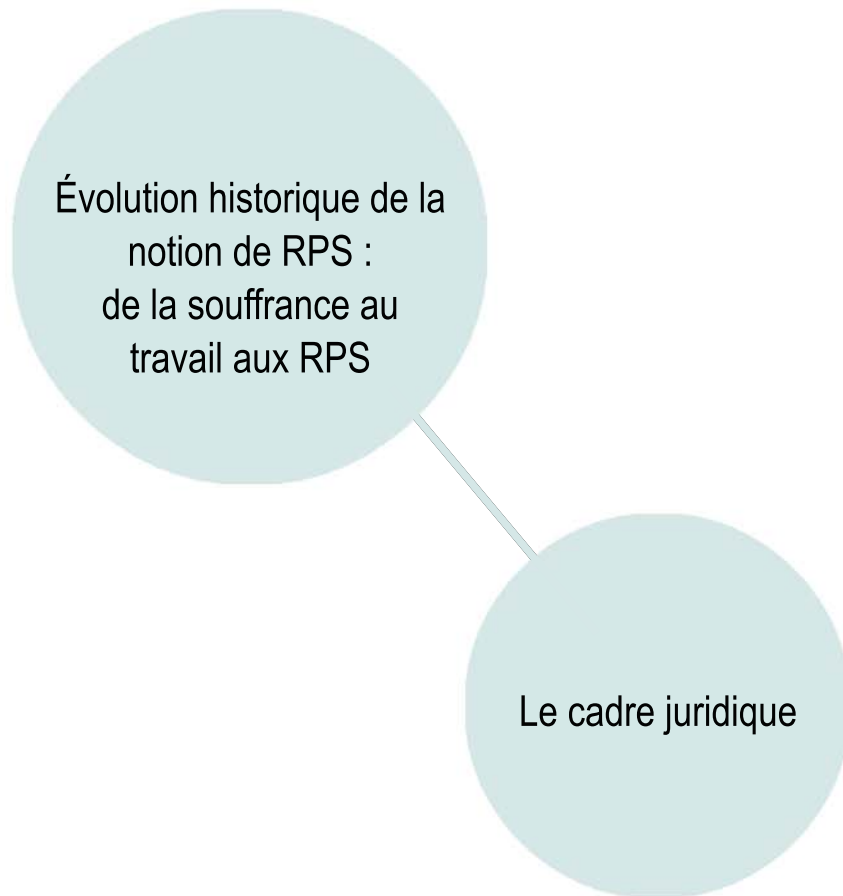 Évolution historique de la
notion de RPS :
de la souffrance au
travail aux RPS
Le cadre juridique